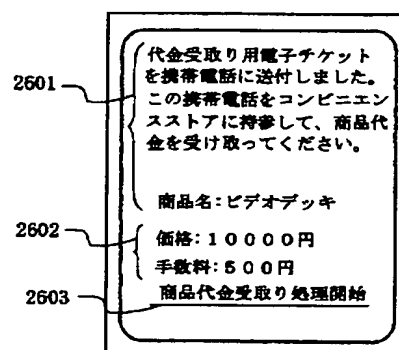 代金受取り用電子チケット
を携帯電話に送付しました。
2601
この携帯電話をコンビニエン
スストアに持参して、商品代
金を受け取ってください。
商品名:ビデオデッキ
2602
価格:10000円
手数料:500円
2603
商品代金受取り処理開始